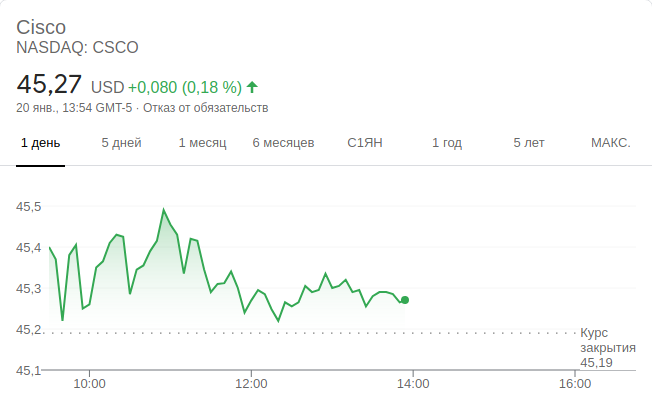 Cisco
NASDAQ: CSCO
45,27 USD +0,080 (0,18 %)
20 янв., 13:54 GMT-5 · Отказ от обязательств
1 день 5 дней 1 месяц 6 месяцев С1ЯН 1 год 5 лет МАКС.
45,5
45,4
45,3
45,2
Курс
закрытия
45,19
45,1
10:00 12:00 14:00 16:00